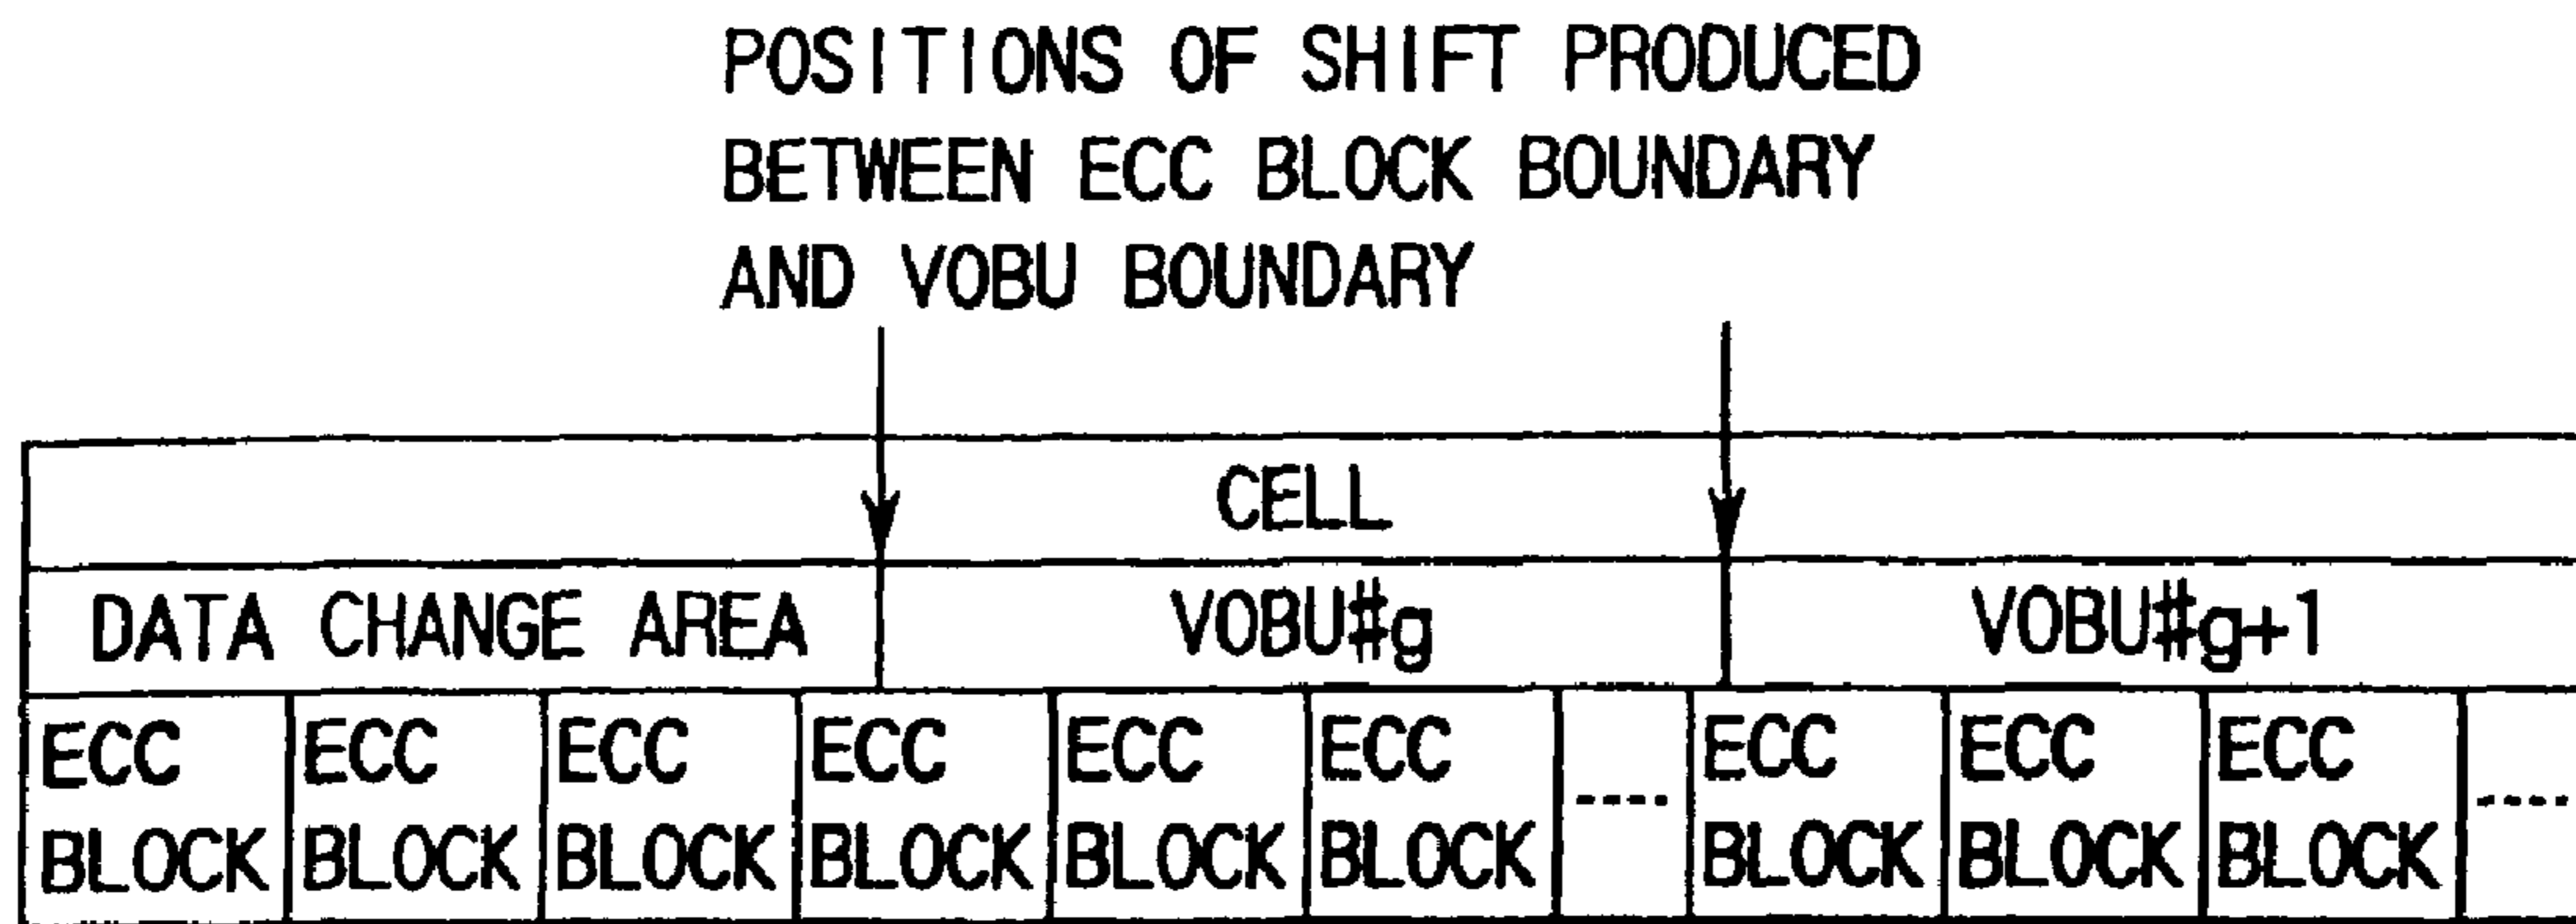 POSITIONS OF SHIFT PRODUCED
BETWEEN ECC BLOCK BOUNDARY
AND VOBU BOUNDARY
CELL
DATA CHANGE AREA VOBU#g VOBU#g+1
ECC ECC ECC ECC ECC ECC ---- ECC ECC ECC ----
BLOCK BLOCK BLOCK BLOCK BLOCK BLOCK BLOCK BLOCK BLOCK